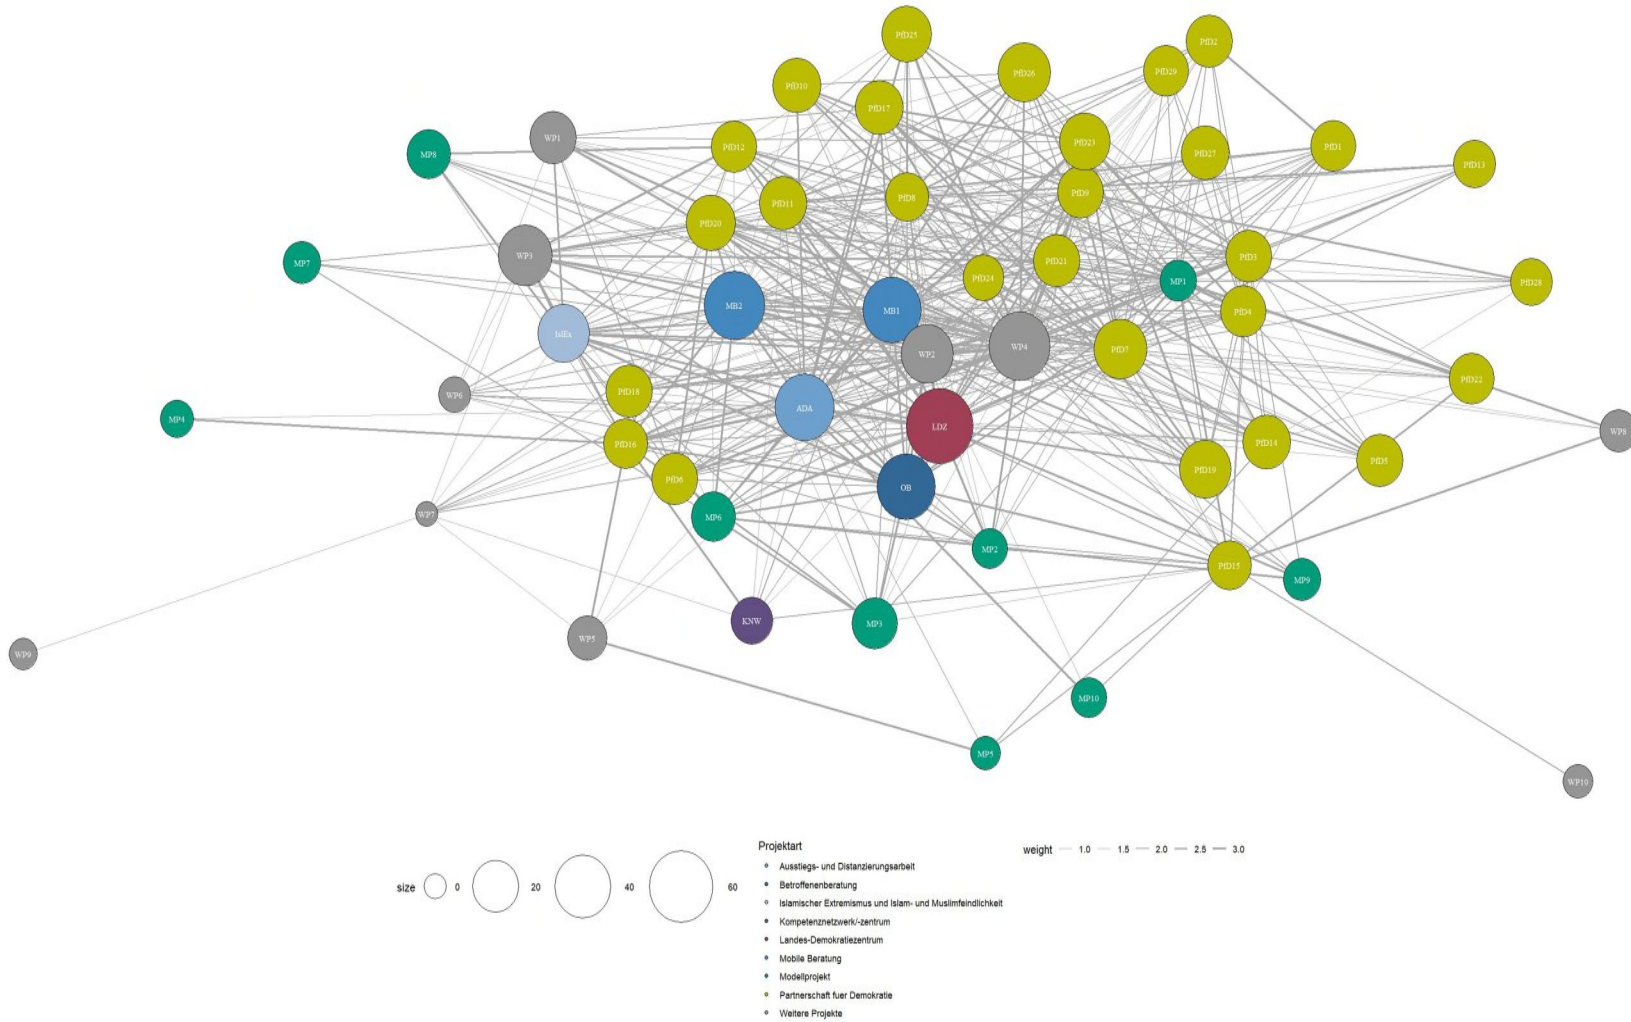 PfD25
PfD2
PfD26
PfD29
PfD10
PfD17
WP1
PfD12
MP8
PfD23
PfD27
PfD1
PfD13
PfD11
PfD8
PfD9
PfD20
WP3
MP7
PfD21
PfD24
PfD3
MP1
PfD28
MB2
MB1
PfD4
IslEx
WP2
WP4
PfD7
PfD22
PfD18
WP6
ADA
MP4
LDZ
WP8
PfD16
PfD14
PfD6
PfD19
PfD5
OB
WP7
MP6
MP2
PfD15
MP9
KNW
MP3
WP5
WP9
MP10
MP5
WP10
size 0 20 40 60
Projektart
Ausstiegs- und Distanzierungsarbeit
Betroffenenberatung
Islamischer Extremismus und Islam- und Muslimfeindlichkeit
Kompetenznetzwerk/-zentrum
Landes-Demokratiezentrum
Mobile Beratung
Modellprojekt
Partnerschaft fuer Demokratie
Weitere Projekte
weight 1.0 1.5 2.0 2.5 3.0